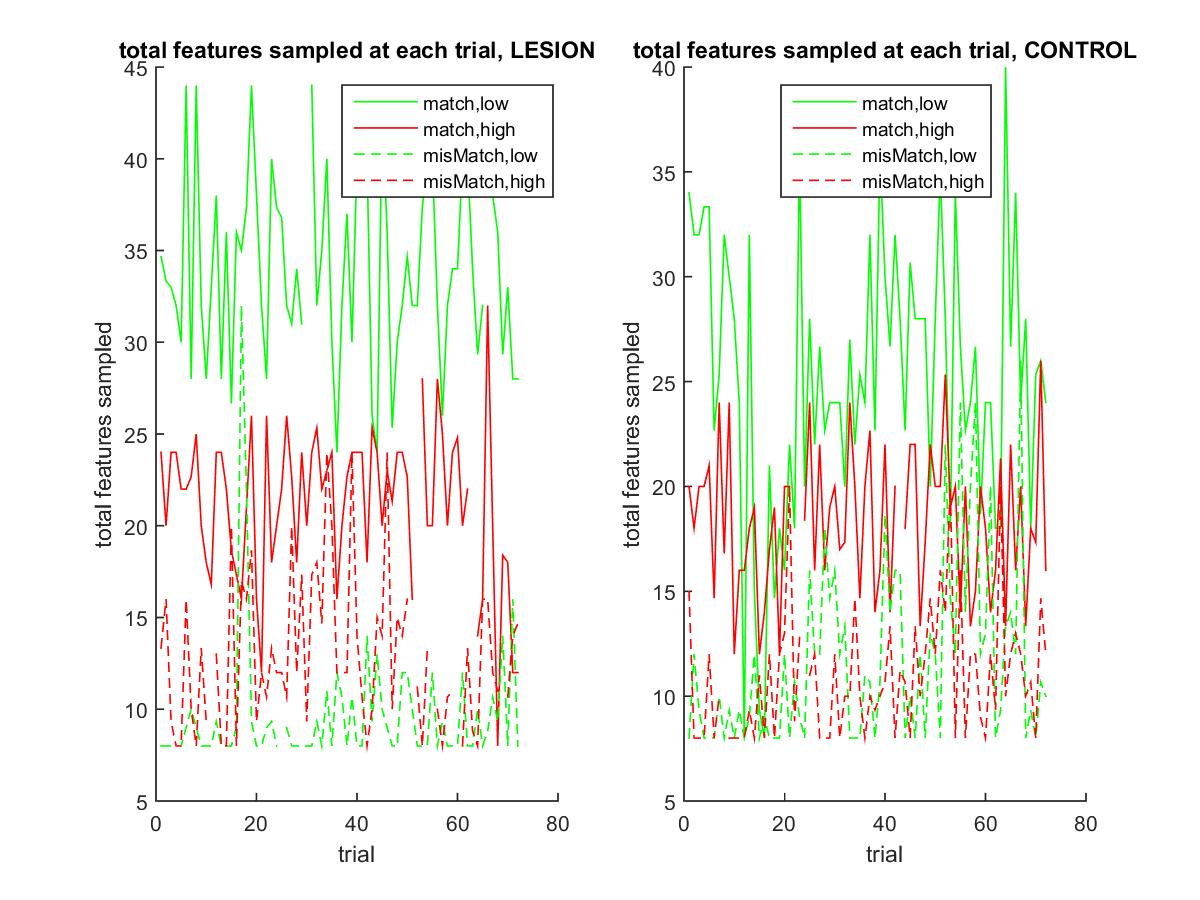 total features sampled at each trial, LESION
total features sampled at each trial, CONTROL
45
40
35
30
25
20
15
10
5
total features sampled
0
20
40
60
80
trial
match,low
match,high
misMatch,low
misMatch,high
40
35
30
25
20
15
10
5
total features sampled
0
20
40
60
80
trial
match,low
match,high
misMatch,low
misMatch,high